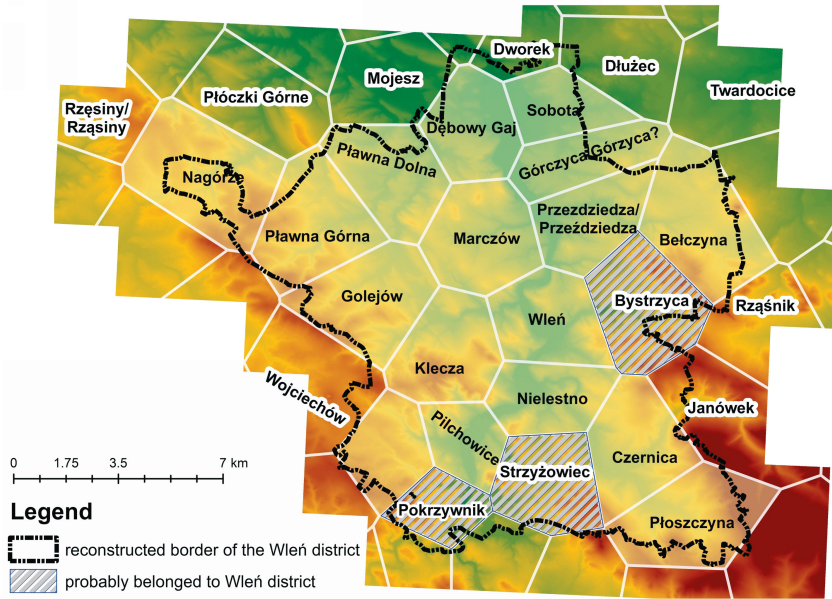 Dworek
Dłużec
Mojesz
Twardocice
Płóczki Górne
Rzęsiny/
Rząsiny
Sobota
Dębowy Gaj
Górczyca/Górzyca?
Pławna Dolna
Nagórze
Przezdziedza/
Przeździedza
Pławna Górna
Marczów
Bełczyna
Golejów
Bystrzyca
Rząśnik
Wleń
Klecza
Wojciechów
Nielestno
Janówek
Pilchowice
Czernica
Strzyżowiec
Pokrzywnik
Płoszczyna
0 1.75 3.5 7 km
Legend
reconstructed border of the Wleń district
probably belonged to Wleń district